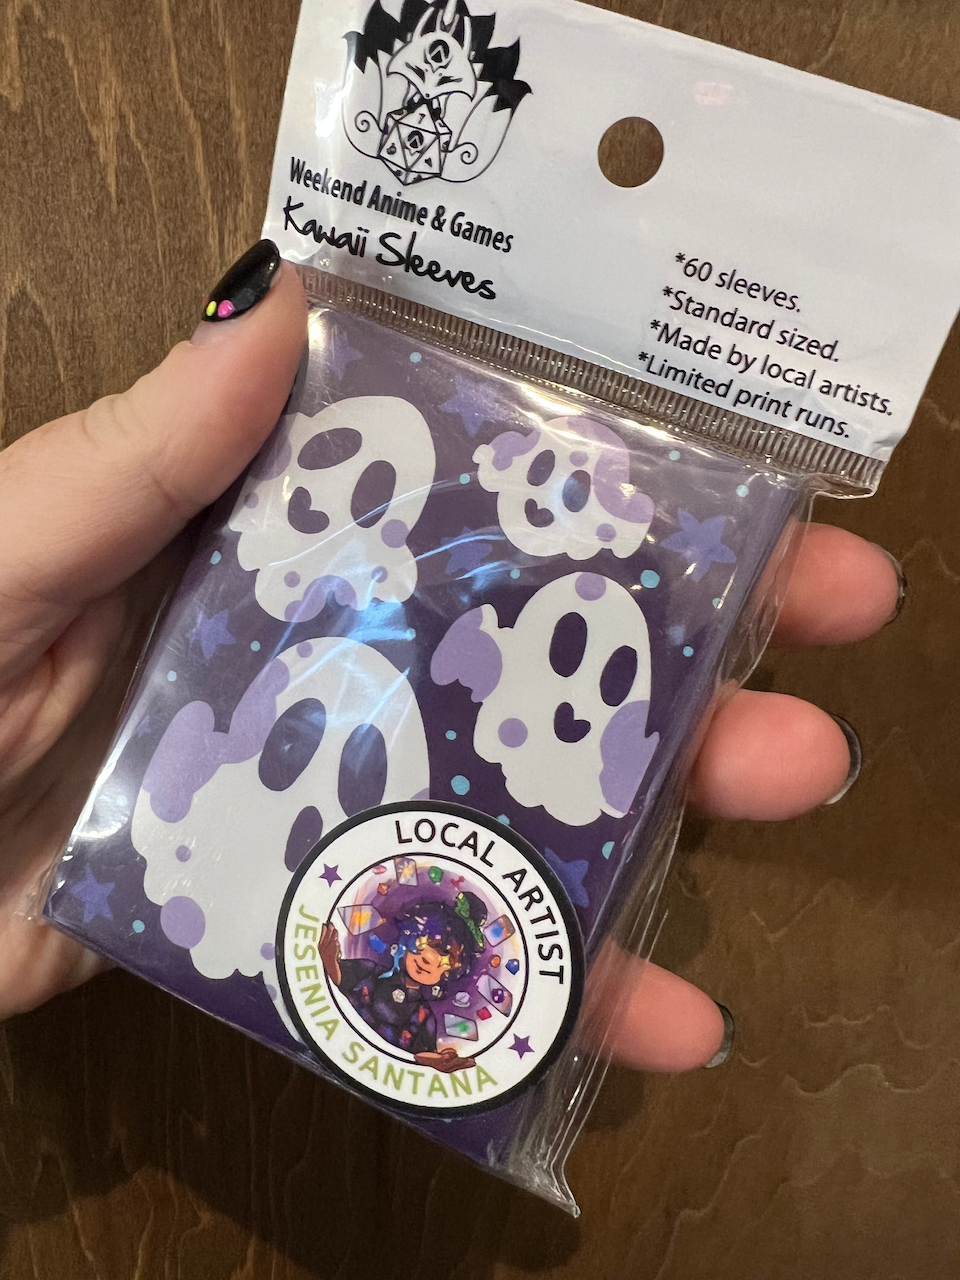 Weekend Anime & Games
Kawaii Sleeves
*60 sleeves.
*Standard sized.
*Made by local artists.
*Limited print runs.
LOCAL ARTIST
JESENIA SANTANA